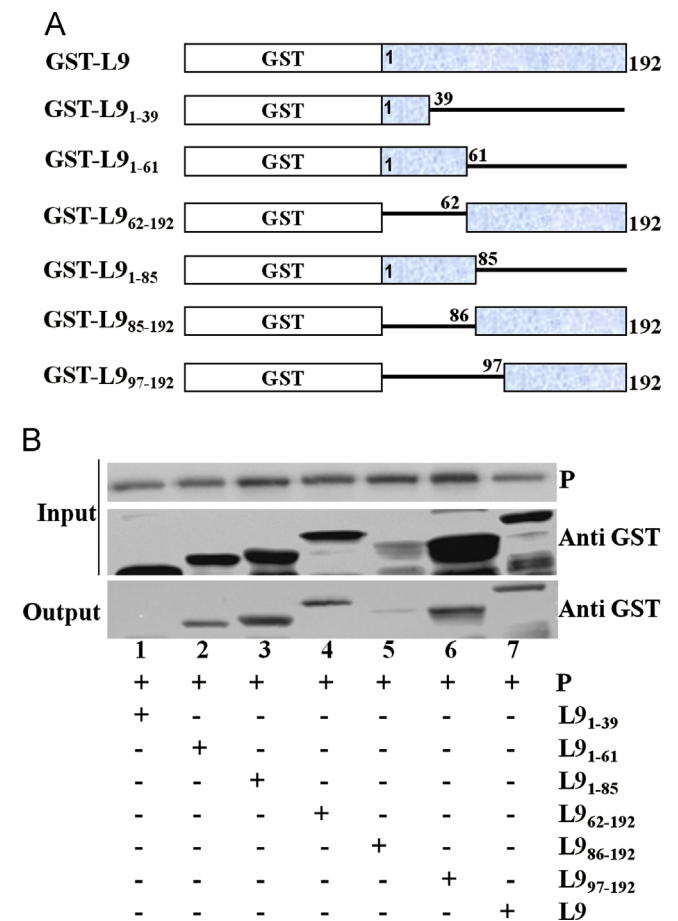 A
GST-L9 GST 1 192
GST-L91-39 GST 1 39
GST-L91-61 GST 1 61
GST-L962-192 GST 62 192
GST-L91-85 GST 1 85
GST-L985-192 GST 86 192
GST-L997-192 GST 97 192
B
Input P
Anti GST
Output Anti GST
1 2 3 4 5 6 7
+ + + + + + + P
+ - - - - - - L91-39
- + - - - - - L91-61
- - + - - - - L91-85
- - - + - - - L962-192
- - - - + - - L986-192
- - - - - + - L997-192
- - - - - - + L9